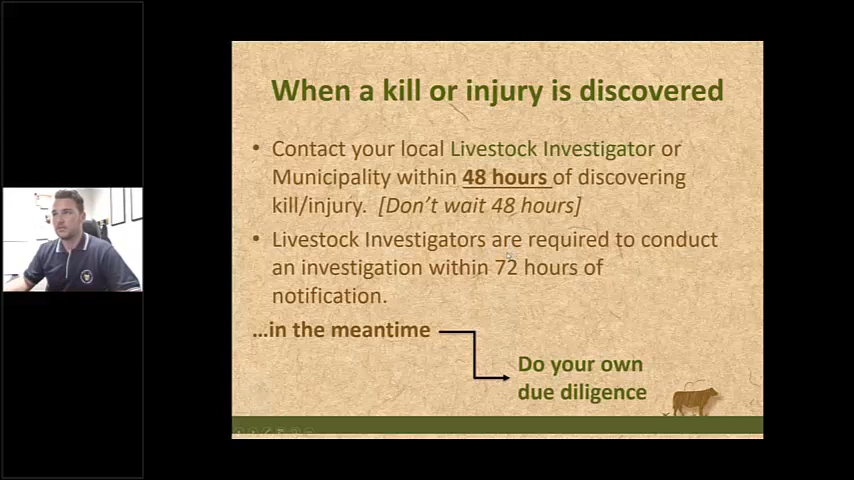 When a kill or injury is discovered
• Contact your local Livestock Investigator or
Municipality within 48 hours of discovering
kill/injury. [Don't wait 48 hours]
• Livestock Investigators are required to conduct
an investigation within 72 hours of
notification.
...in the meantime
Do your own
due diligence